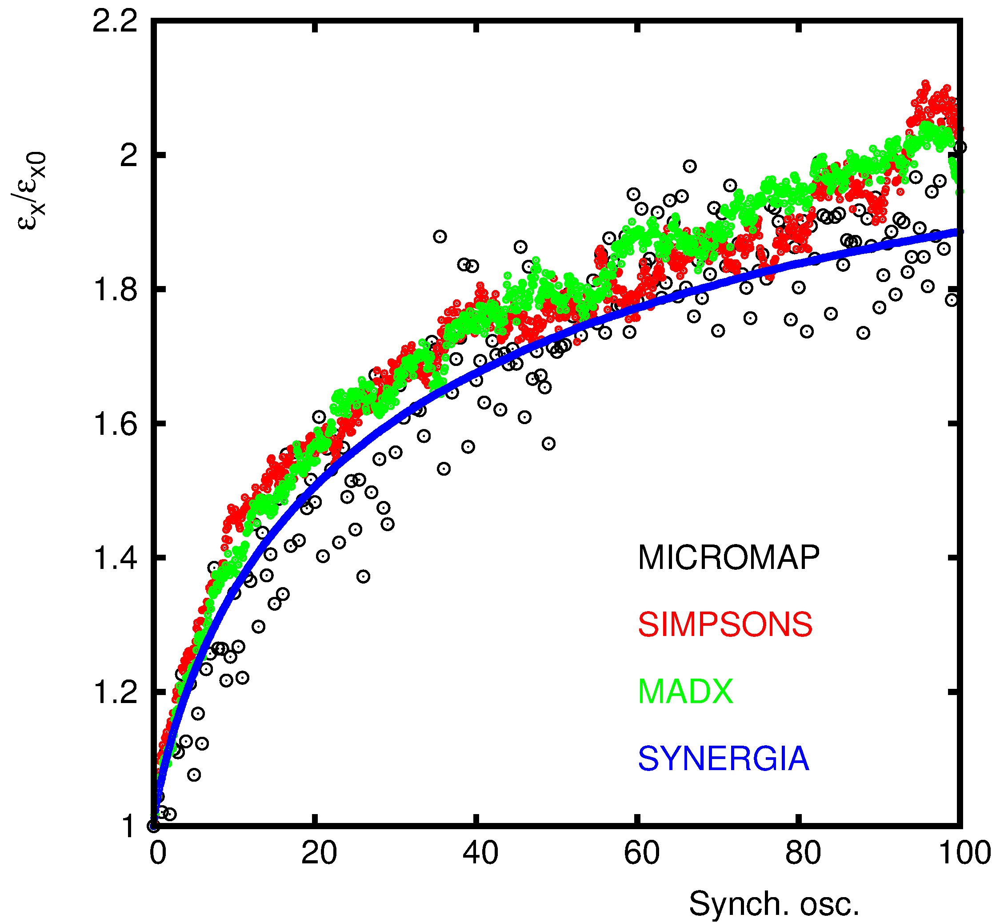 2.2
2
1.8
1.6
1.4
1.2
1
εx/εx0
MICROMAP
SIMPSONS
MADX
SYNERGIA
0 20 40 60 80 100
Synch. osc.